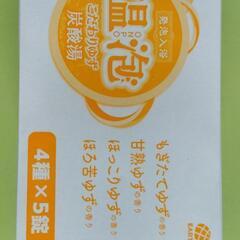 発泡入浴
温泡
ONPO
こだわりゆず
炭酸湯
もぎたてゆずの香り
甘熟ゆずの香り
ほっこりゆずの香り
ほろ苦ゆずの香り
4種×5錠
EARTH